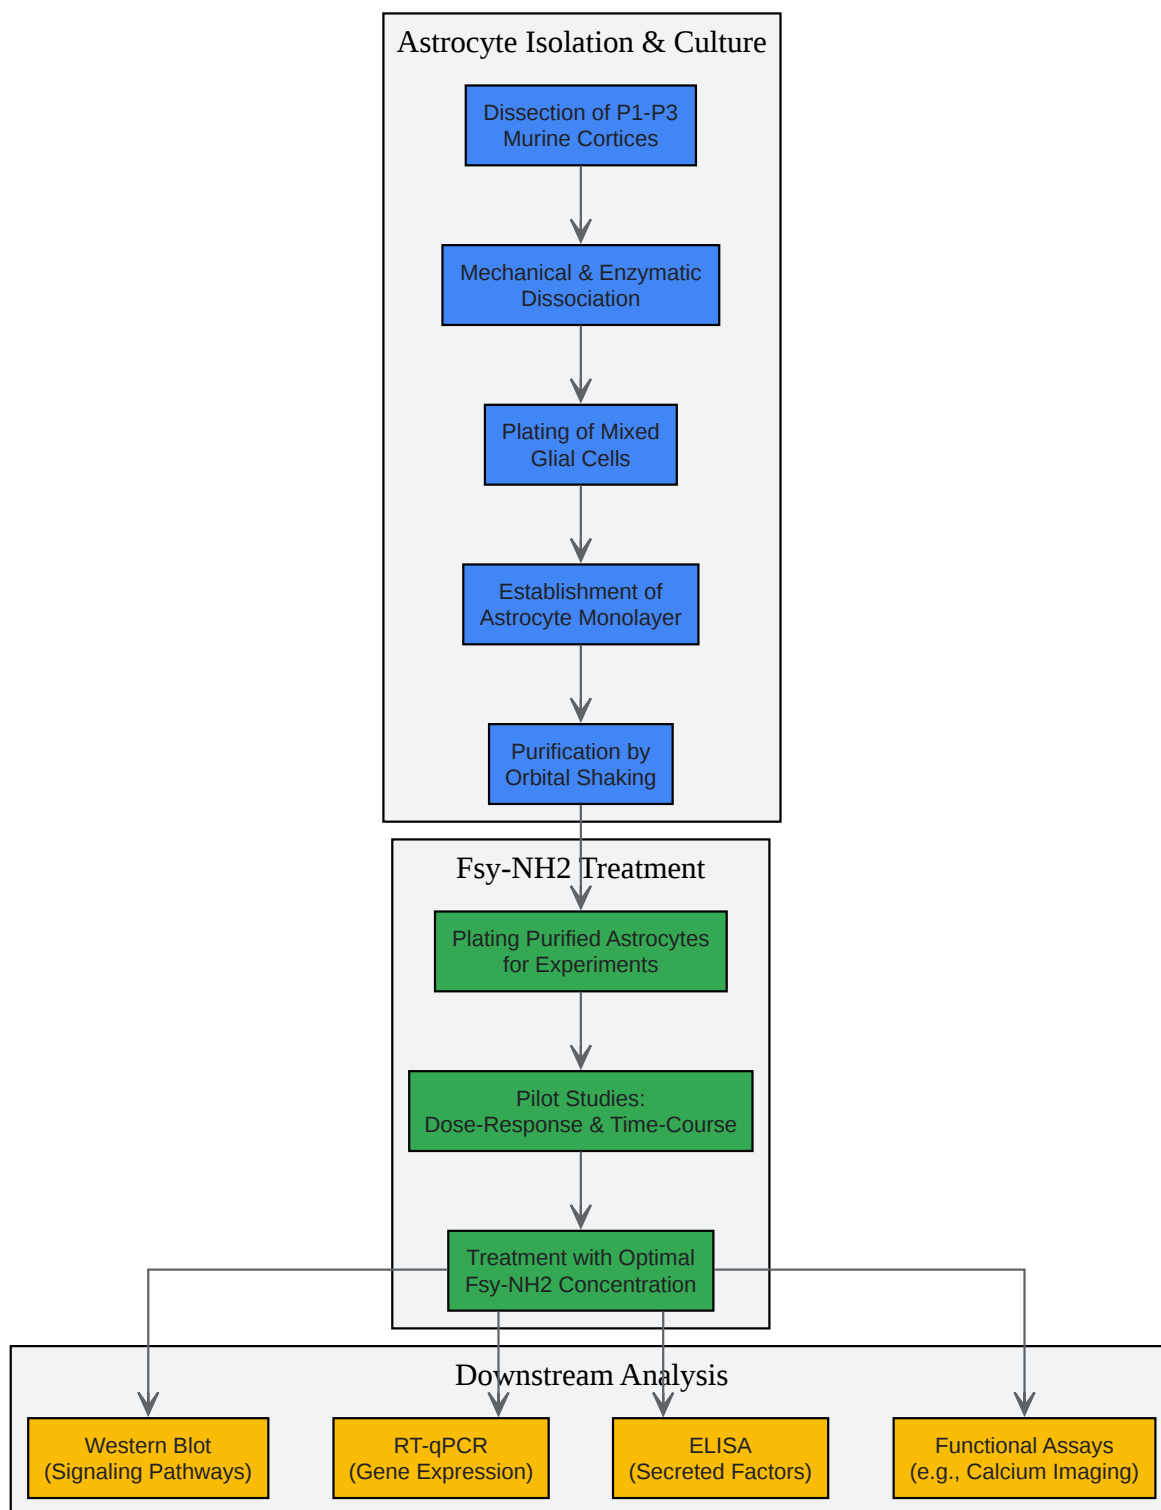 Astrocyte Isolation & Culture
Dissection of P1-P3
Murine Cortices
Mechanical & Enzymatic
Dissociation
Plating of Mixed
Glial Cells
Establishment of
Astrocyte Monolayer
Purification by
Orbital Shaking
Fsy-NH2 Treatment
Plating Purified Astrocytes
for Experiments
Pilot Studies:
Dose-Response & Time-Course
Treatment with Optimal
Fsy-NH2 Concentration
Downstream Analysis
Western Blot
(Signaling Pathways)
RT-qPCR
(Gene Expression)
ELISA
(Secreted Factors)
Functional Assays
(e.g., Calcium Imaging)